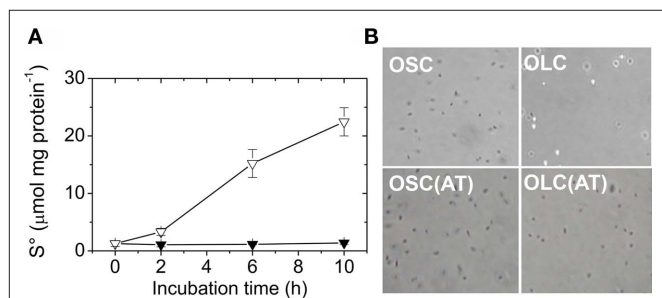 A
B
S° (μmol mg protein⁻¹)
30
20
10
0
0 2 4 6 8 10
Incubation time (h)
OSC
OLC
OSC(AT)
OLC(AT)